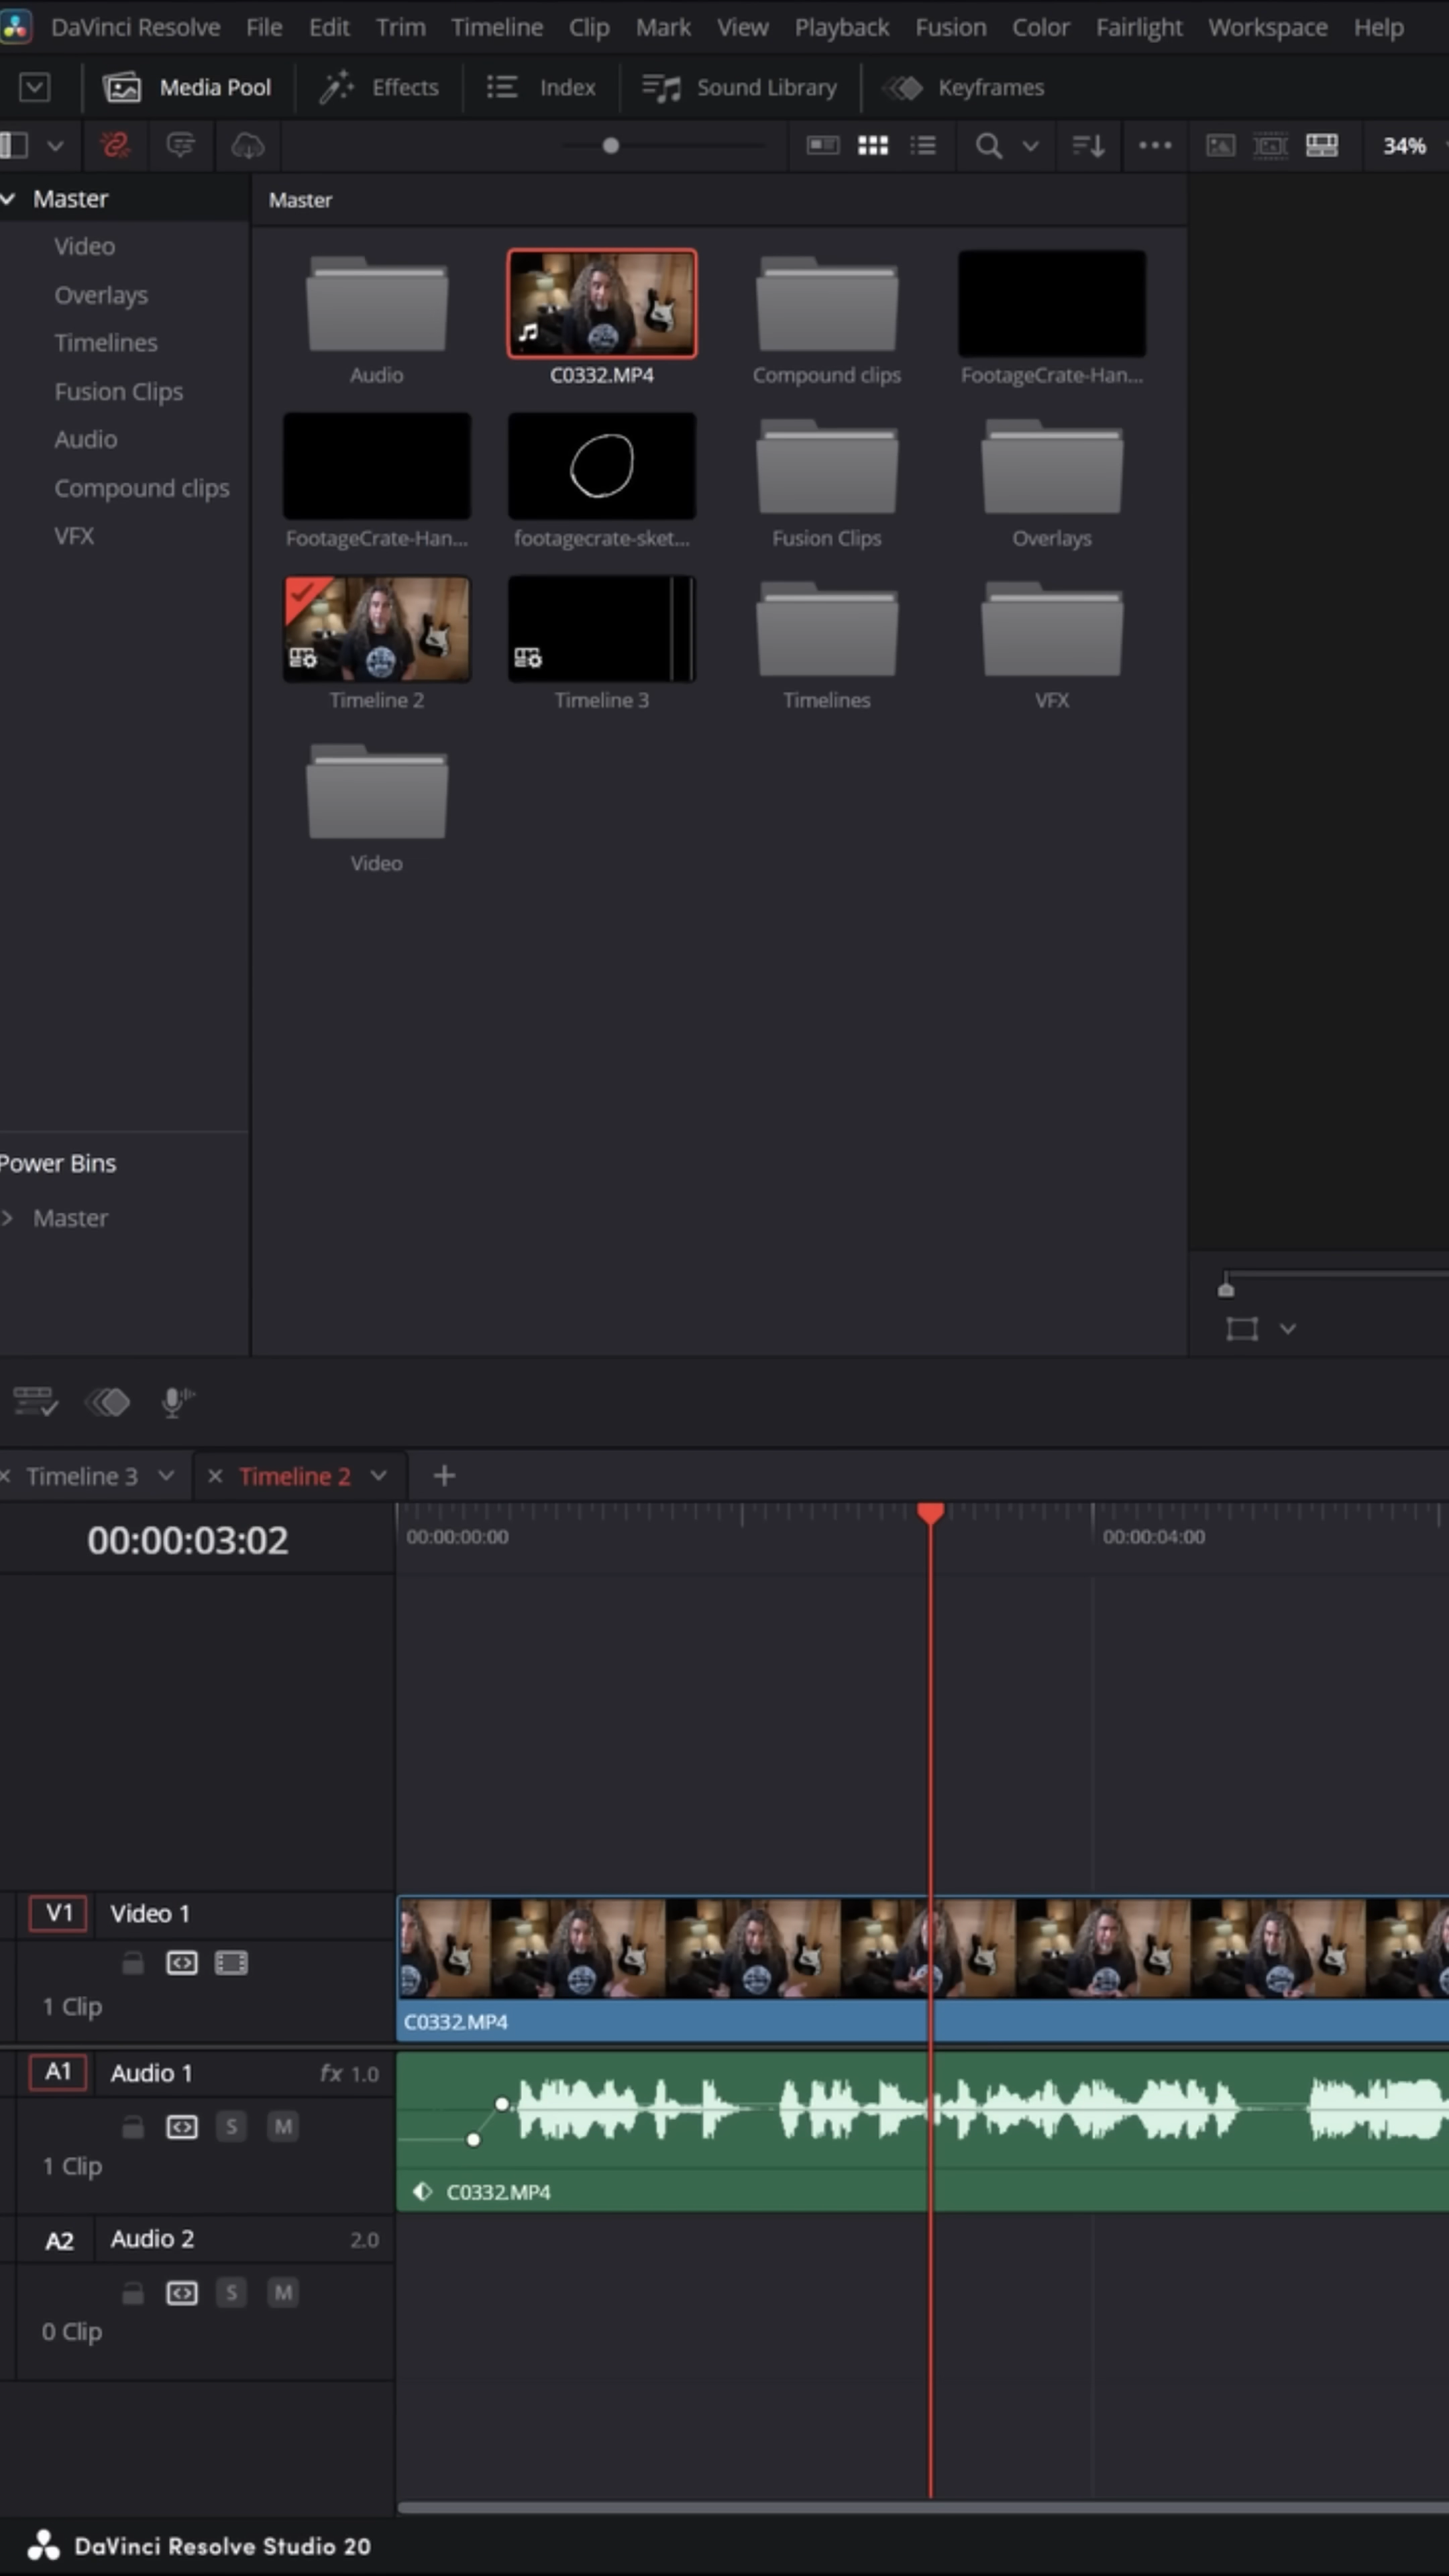 DaVinci Resolve File Edit Trim Timeline Clip Mark View Playback Fusion Color Fairlight Workspace Help
Media Pool Effects Index Sound Library Keyframes
34%
Master
Master
Video
Overlays
Timelines
Fusion Clips
Audio
Compound clips
VFX
Audio C0332.MP4 Compound clips FootageCrate-Han...
FootageCrate-Han... footagecrate-sket... Fusion Clips Overlays
Timeline 2 Timeline 3 Timelines VFX
Video
Power Bins
Master
Timeline 3 Timeline 2
00:00:03:02 00:00:00:00 00:00:04:00
V1 Video 1
1 Clip
C0332.MP4
A1 Audio 1 fx 1.0
S M
1 Clip
C0332.MP4
A2 Audio 2 2.0
S M
0 Clip
DaVinci Resolve Studio 20